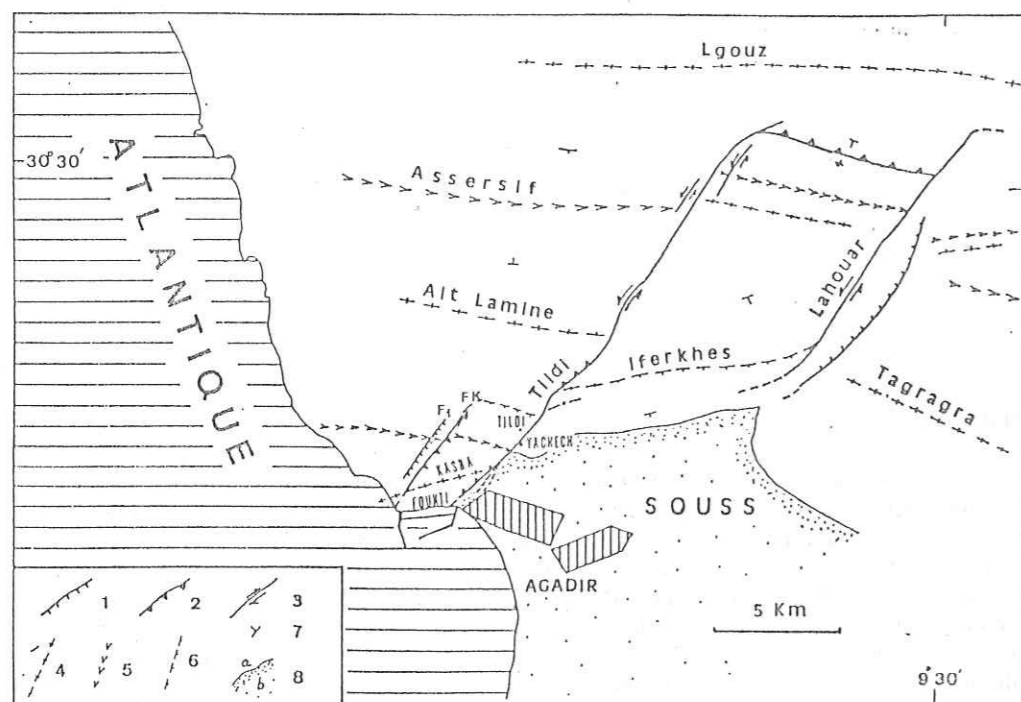 Lgouz
30° 30'
ATLANTIQUE
Assersif
Lahouar
Ait Lamine
Iferkhes
Tildi
Tagragra
FK
F1
TILDI
YACHECH
KASBA
FOUNTI
SOUSS
AGADIR
5 Km
1
2
3
7
4
5
6
a
b
8
9° 30'